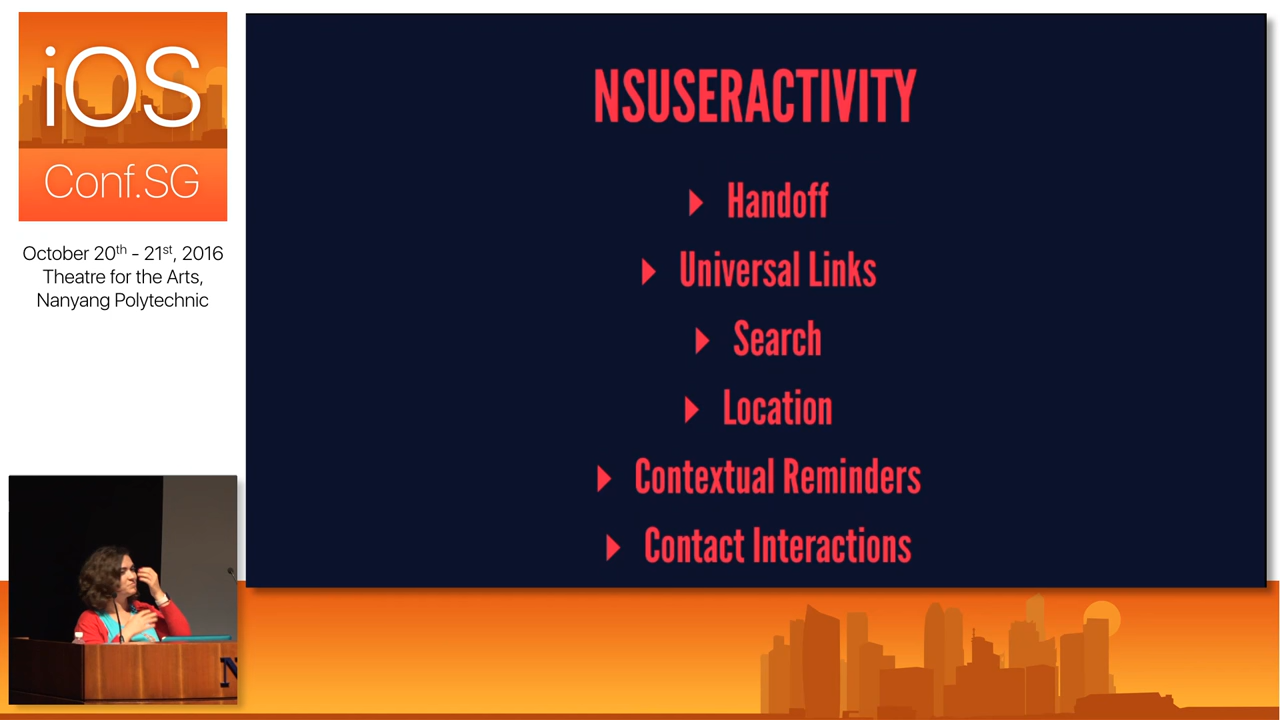 iOS
Conf.SG
October 20th - 21st, 2016
Theatre for the Arts,
Nanyang Polytechnic
NSUSERACTIVITY
Handoff
Universal Links
Search
Location
Contextual Reminders
Contact Interactions
N